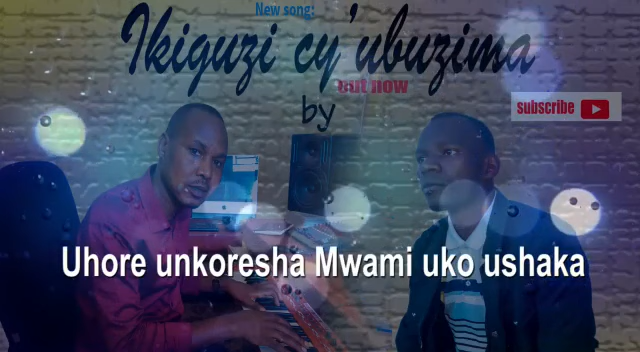 New song:
Ikiguzi cy'ubuzima
out now
by
subscribe
Uhore unkoresha Mwami uko ushaka